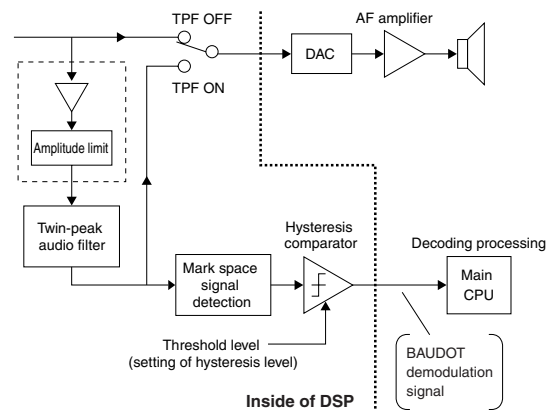 TPF OFF
AF amplifier
DAC
TPF ON
Amplitude limit
Twin-peak
audio filter
Hysteresis
comparator
Decoding processing
Mark space
signal
detection
Main
CPU
Threshold level
(setting of hysteresis level)
BAUDOT
demodulation
signal
Inside of DSP